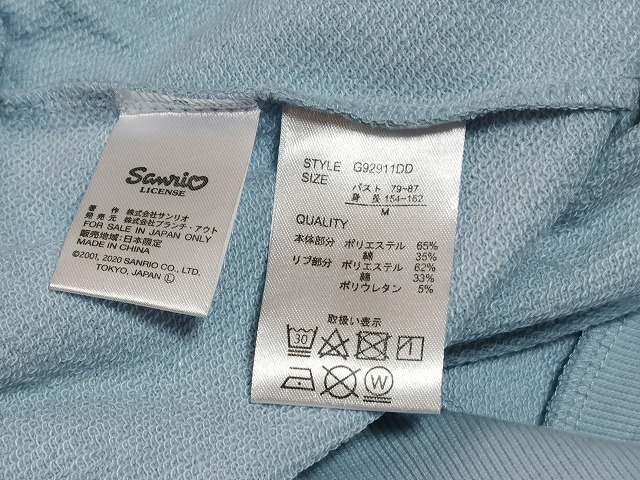 Sanrio
LICENSE
著 作 株式会社サンリオ
発売元 株式会社ブランチ・アウト
FOR SALE IN JAPAN ONLY
販売地域:日本限定
MADE IN CHINA
©2001, 2020 SANRIO CO., LTD.
TOKYO, JAPAN Ⓛ
STYLE G92911DD
SIZE
バスト 79-87
身 長 154-162
M
QUALITY
本体部分 ポリエステル 65%
綿 35%
リブ部分 ポリエステル 62%
綿 33%
ポリウレタン 5%
取扱い表示
30
W